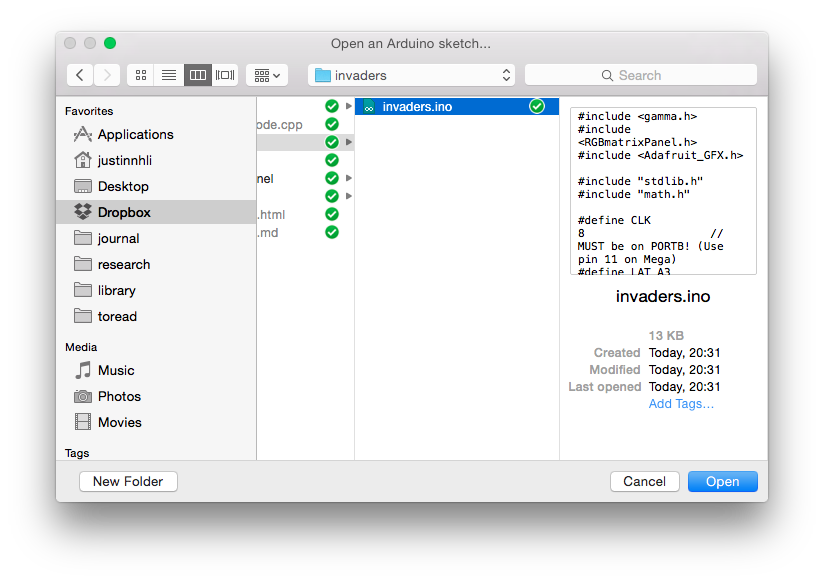 Open an Arduino sketch...
invaders
Search
Favorites
Applications
justinnhli
Desktop
Dropbox
journal
research
library
toread
Media
Music
Photos
Movies
Tags
ode.cpp
nel
.html
.md
invaders.ino
#include <gamma.h>
#include
<RGBmatrixPanel.h>
#include <Adafruit_GFX.h>
#include "stdlib.h"
#include "math.h"
#define CLK
8 //
MUST be on PORTB! (Use
pin 11 on Mega)
#define LAT A3
invaders.ino
13 KB
Created Today, 20:31
Modified Today, 20:31
Last opened Today, 20:31
Add Tags...
New Folder
Cancel
Open